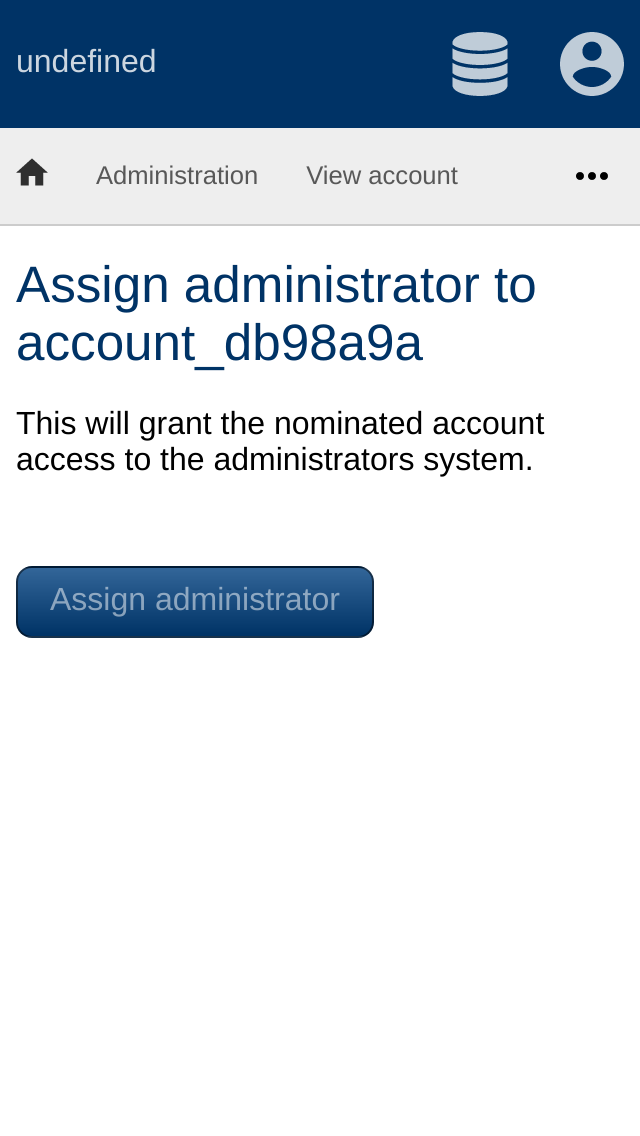 undefined
Administration View account
Assign administrator to
account_db98a9a
This will grant the nominated account
access to the administrators system.
Assign administrator